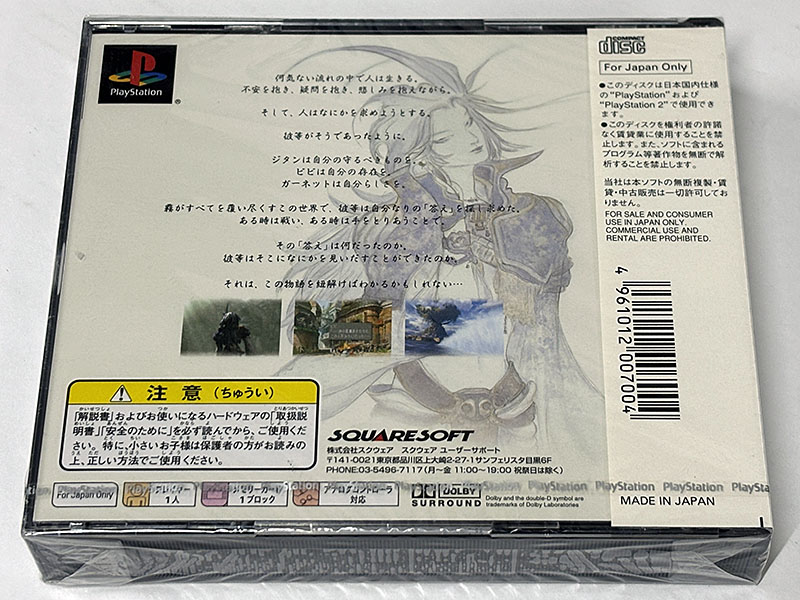 PlayStation
何気ない流れの中で人は生きる。
不安を抱き、疑問を抱き、悲しみを抱えながら。
そして、人はなにかを求めようとする。
彼等がそうであったように。
ジタンは自分の守るべきものを。
ビビは自分の存在を。
ガーネットは自分らしさを。
霧がすべてを覆い尽くすこの世界で、彼等は自分なりの「答え」を探し求めた。
ある時は戦い、ある時は手をとりあうことで。
その「答え」は何だったのか。
彼等はそこになにかを見いだすことができたのか。
それは、この物語を紐解けばわかるかもしれない…
注意(ちゅうい)
「解説書」およびお使いになるハードウェアの「取扱説
明書」「安全のために」を必ず読んでから、ご使用くだ
さい。特に、小さいお子様は保護者の方がお読みの
上、正しい方法でご使用ください。
SQUARESOFT
株式会社スクウェア スクウェア ユーザーサポート
〒141-0021東京都品川区上大崎2-27-1サンフェリスタ目黒6F
PHONE:03-5496-7117(月～金 11:00～19:00 祝祭日は除く)
For Japan Only
プレイヤー
1人
メモリーカード
1ブロック
アナログコントローラ
対応
DOLBY
SURROUND
Dolby and the double-D symbol are
trademarks of Dolby Laboratories
PlayStation PlayStation PlayStation PlayStation PlayStation
COMPACT
disc
For Japan Only
●このディスクは日本国内仕様
の"PlayStation"および
"PlayStation 2"で使用でき
ます。
●このディスクを権利者の許諾
なく賃貸業に使用することを禁
止します。また、ソフトに含まれる
プログラム等著作物を無断で解
析することを禁止します。
当社は本ソフトの無断複製・賃
貸・中古販売は一切許可してお
りません。
FOR SALE AND CONSUMER
USE IN JAPAN ONLY.
COMMERCIAL USE AND
RENTAL ARE PROHIBITED.
4961012007004
MADE IN JAPAN